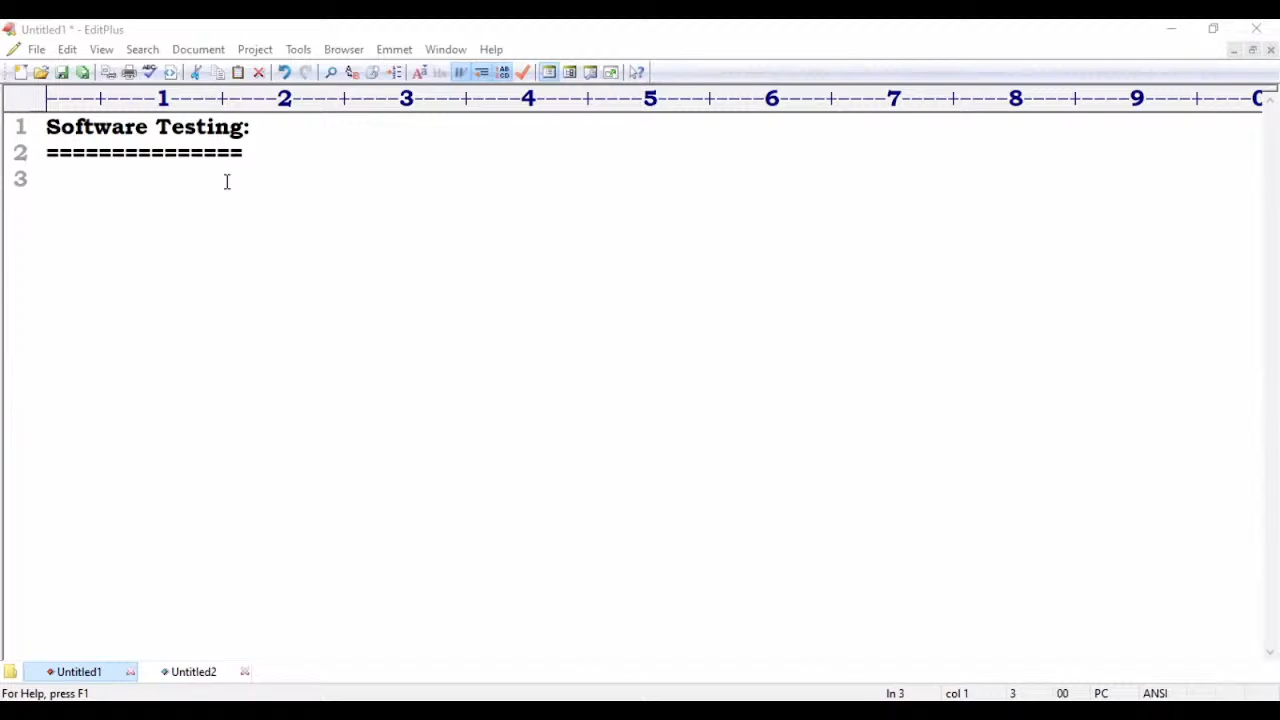 Untitled1 * - EditPlus
File Edit View Search Document Project Tools Browser Emmet Window Help
----+----1----+----2----+----3----+----4----+----5----+----6----+----7----+----8----+----9----+----0
1 Software Testing:
2 ===============
3
Untitled1 Untitled2
For Help, press F1 ln 3 col 1 3 00 PC ANSI